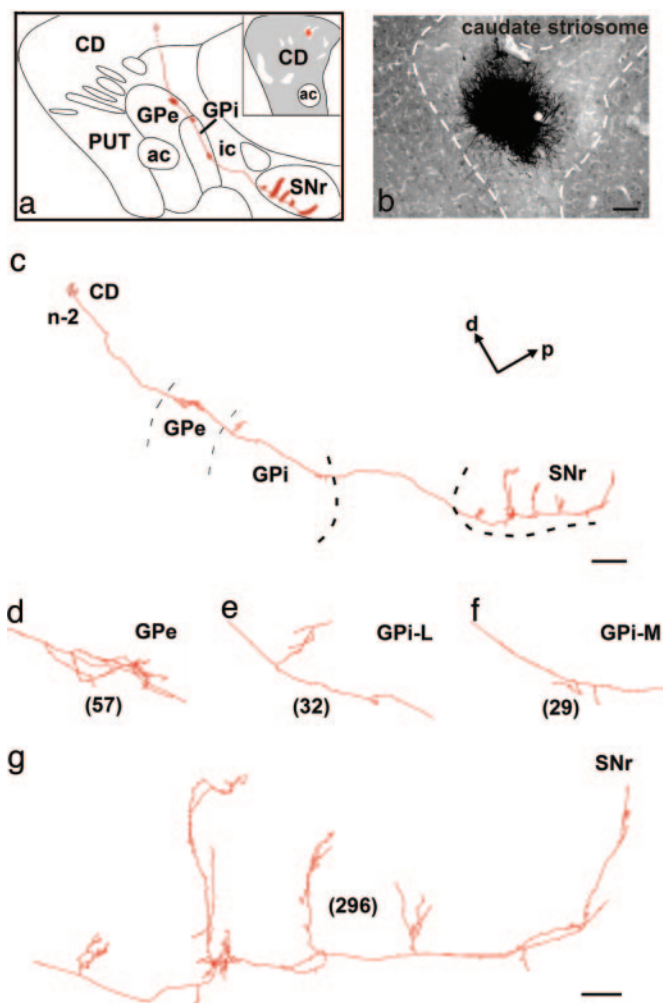 CD
CD
GPe
GPi
PUT
ac
ic
ac
SNr
a
caudate striosome
b
c
CD
n-2
d
p
GPe
GPi
SNr
d
GPe
(57)
e
GPi-L
(32)
f
GPi-M
(29)
g
SNr
(296)